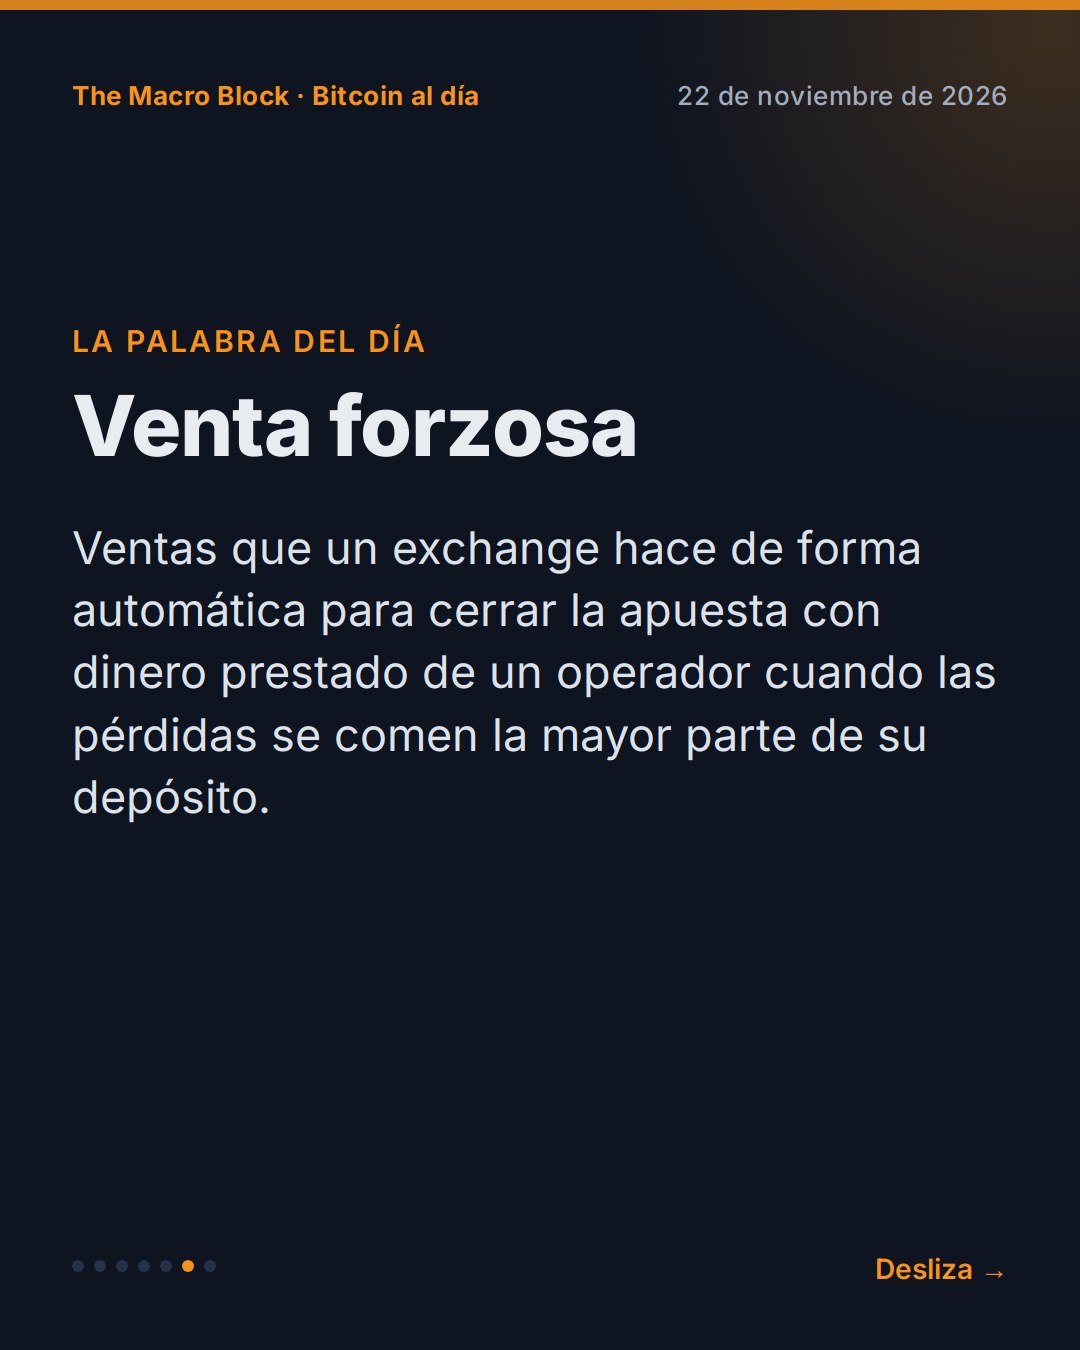 The Macro Block · Bitcoin al día
22 de noviembre de 2026
LA PALABRA DEL DÍA
Venta forzosa
Ventas que un exchange hace de forma
automática para cerrar la apuesta con
dinero prestado de un operador cuando las
pérdidas se comen la mayor parte de su
depósito.
Desliza →